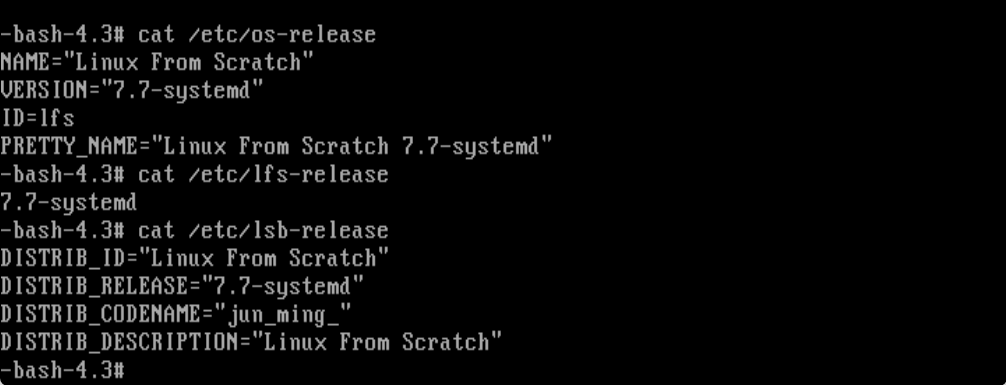 -bash-4.3# cat /etc/os-release
NAME="Linux From Scratch"
VERSION="7.7-systemd"
ID=lfs
PRETTY_NAME="Linux From Scratch 7.7-systemd"
-bash-4.3# cat /etc/lfs-release
7.7-systemd
-bash-4.3# cat /etc/lsb-release
DISTRIB_ID="Linux From Scratch"
DISTRIB_RELEASE="7.7-systemd"
DISTRIB_CODENAME="jun_ming_"
DISTRIB_DESCRIPTION="Linux From Scratch"
-bash-4.3#